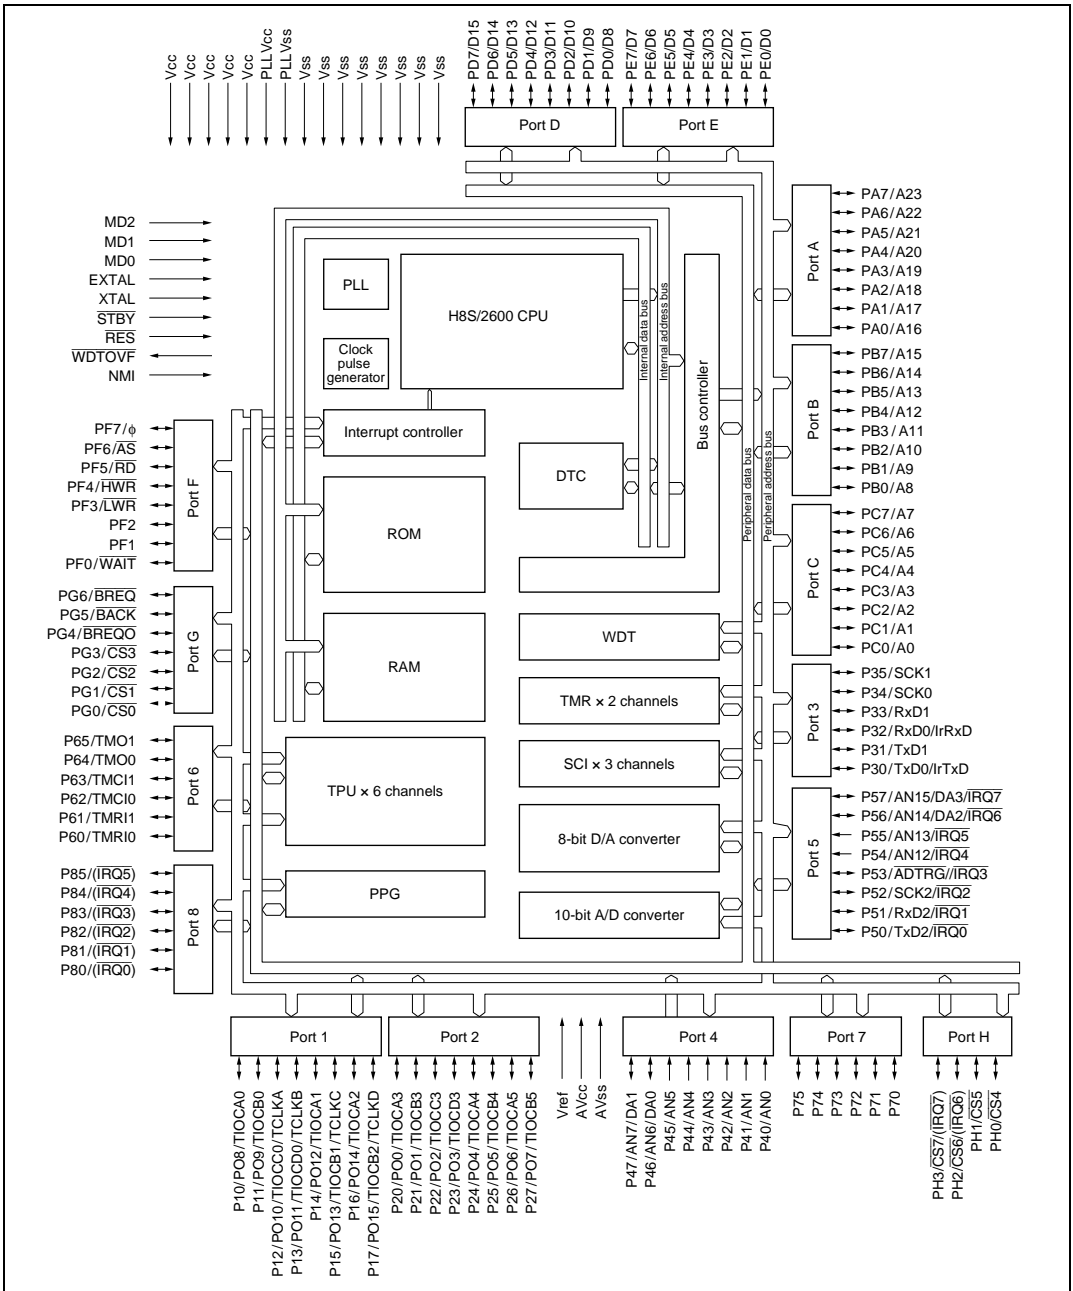 Vcc
Vcc
Vcc
Vcc
Vcc
PLLVcc
PLLVss
Vss
Vss
Vss
Vss
Vss
Vss
Vss
Vss
PD7/D15
PD6/D14
PD5/D13
PD4/D12
PD3/D11
PD2/D10
PD1/D9
PD0/D8
PE7/D7
PE6/D6
PE5/D5
PE4/D4
PE3/D3
PE2/D2
PE1/D1
PE0/D0
Port D
Port E
MD2
MD1
MD0
EXTAL
XTAL
STBY
RES
WDTOVF
NMI
PLL
H8S/2600 CPU
Clock
pulse
generator
Interrupt controller
ROM
RAM
DTC
Internal data bus
Internal address bus
Bus controller
Peripheral data bus
Peripheral address bus
WDT
TMR × 2 channels
SCI × 3 channels
8-bit D/A converter
10-bit A/D converter
TPU × 6 channels
PPG
Port A
PA7/A23
PA6/A22
PA5/A21
PA4/A20
PA3/A19
PA2/A18
PA1/A17
PA0/A16
Port B
PB7/A15
PB6/A14
PB5/A13
PB4/A12
PB3/A11
PB2/A10
PB1/A9
PB0/A8
Port C
PC7/A7
PC6/A6
PC5/A5
PC4/A4
PC3/A3
PC2/A2
PC1/A1
PC0/A0
Port 3
P35/SCK1
P34/SCK0
P33/RxD1
P32/RxD0/IrRxD
P31/TxD1
P30/TxD0/IrTxD
Port 5
P57/AN15/DA3/IRQ7
P56/AN14/DA2/IRQ6
P55/AN13/IRQ5
P54/AN12/IRQ4
P53/ADTRG//IRQ3
P52/SCK2/IRQ2
P51/RxD2/IRQ1
P50/TxD2/IRQ0
PF7/ϕ
PF6/AS
PF5/RD
PF4/HWR
PF3/LWR
PF2
PF1
PF0/WAIT
Port F
PG6/BREQ
PG5/BACK
PG4/BREQO
PG3/CS3
PG2/CS2
PG1/CS1
PG0/CS0
Port G
P65/TMO1
P64/TMO0
P63/TMCI1
P62/TMCI0
P61/TMRI1
P60/TMRI0
Port 6
P85/(IRQ5)
P84/(IRQ4)
P83/(IRQ3)
P82/(IRQ2)
P81/(IRQ1)
P80/(IRQ0)
Port 8
Port 1
Port 2
Port 4
Port 7
Port H
P10/PO8/TIOCA0
P11/PO9/TIOCB0
P12/PO10/TIOCC0/TCLKA
P13/PO11/TIOCD0/TCLKB
P14/PO12/TIOCA1
P15/PO13/TIOCB1/TCLKC
P16/PO14/TIOCA2
P17/PO15/TIOCB2/TCLKD
P20/PO0/TIOCA3
P21/PO1/TIOCB3
P22/PO2/TIOCC3
P23/PO3/TIOCD3
P24/PO4/TIOCA4
P25/PO5/TIOCB4
P26/PO6/TIOCA5
P27/PO7/TIOCB5
Vref
AVcc
AVss
P47/AN7/DA1
P46/AN6/DA0
P45/AN5
P44/AN4
P43/AN3
P42/AN2
P41/AN1
P40/AN0
P75
P74
P73
P72
P71
P70
PH3/CS7/(IRQ7)
PH2/CS6/(IRQ6)
PH1/CS5
PH0/CS4